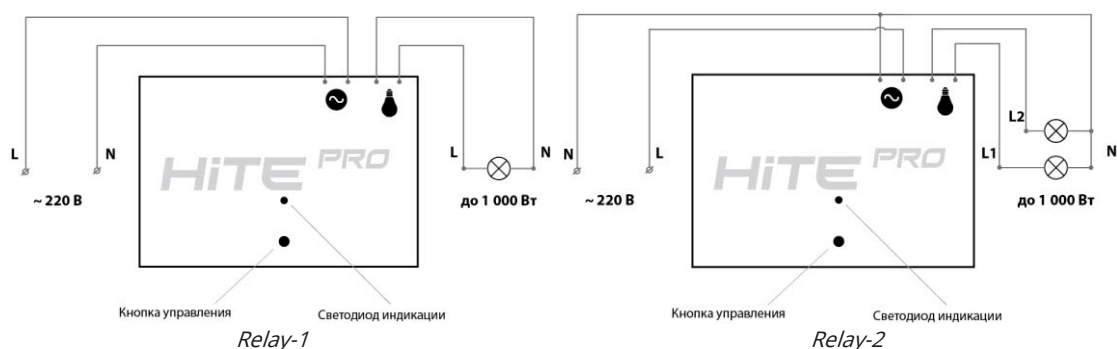 L
N
~ 220 В
HiTE PRO
L
N
до 1 000 Вт
Кнопка управления
Светодиод индикации
Relay-1
N
L
~ 220 В
HiTE PRO
L2
L1
N
до 1 000 Вт
Кнопка управления
Светодиод индикации
Relay-2